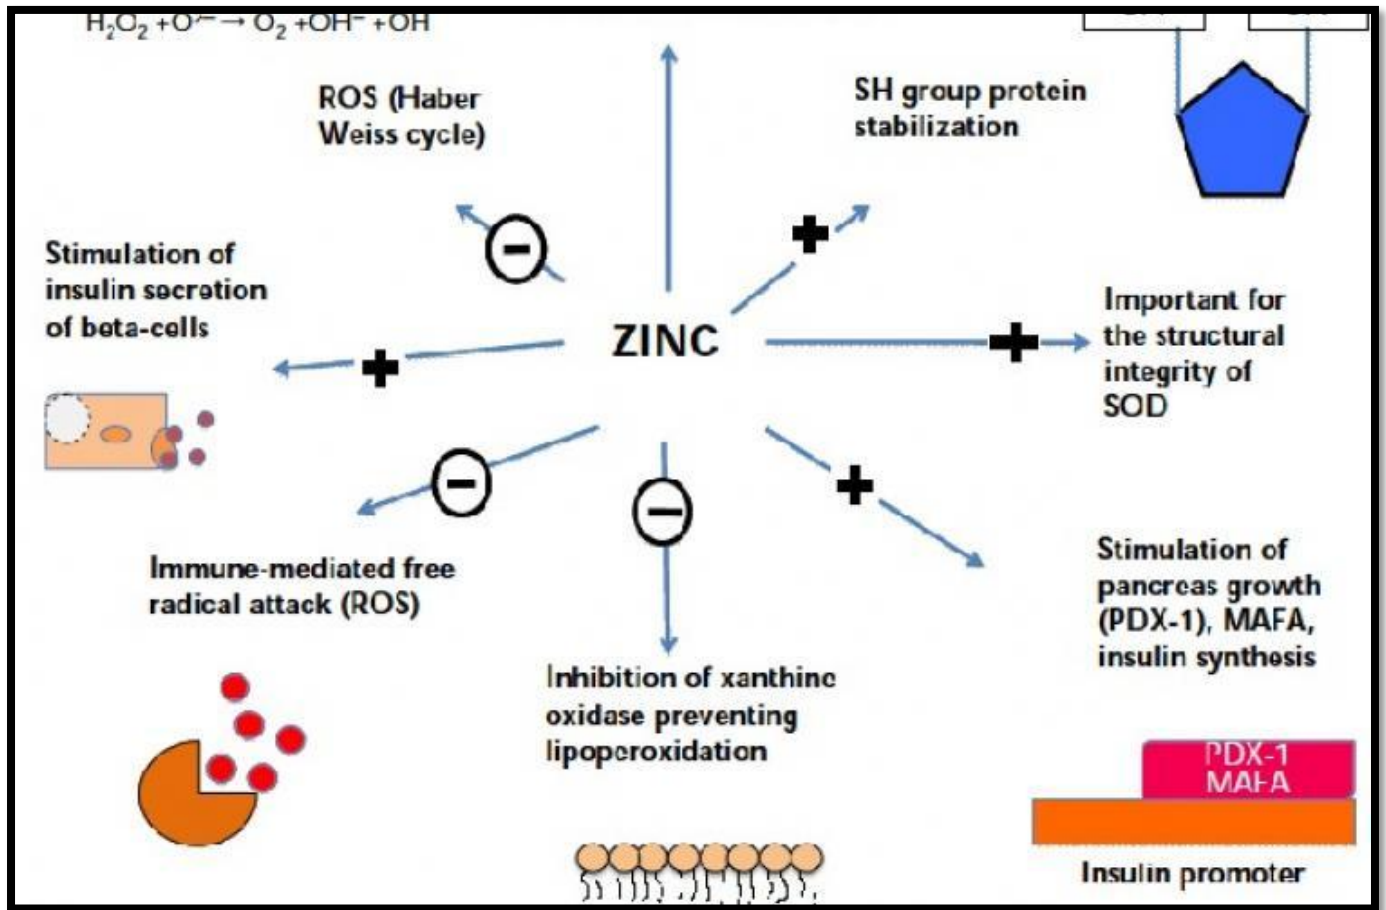 H₂O₂ +O˙⁻ → O₂ +OH⁻ +OH
ROS (Haber
Weiss cycle)
SH group protein
stabilization
Stimulation of
insulin secretion
of beta-cells
ZINC
Important for
the structural
integrity of
SOD
Immune-mediated free
radical attack (ROS)
Inhibition of xanthine
oxidase preventing
lipoperoxidation
Stimulation of
pancreas growth
(PDX-1), MAFA,
insulin synthesis
PDX-1
MAFA
Insulin promoter